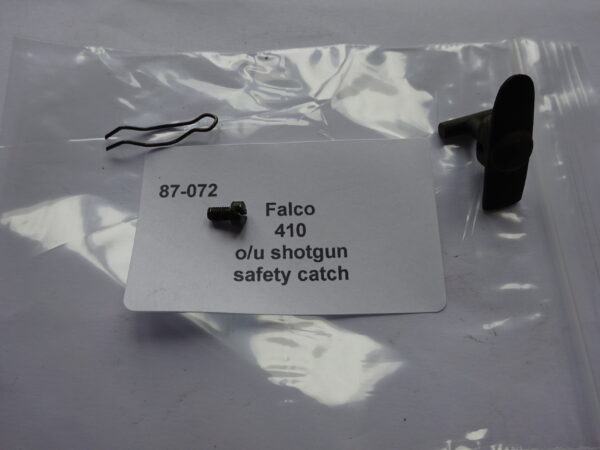 87-072
Falco
410
o/u shotgun
safety catch